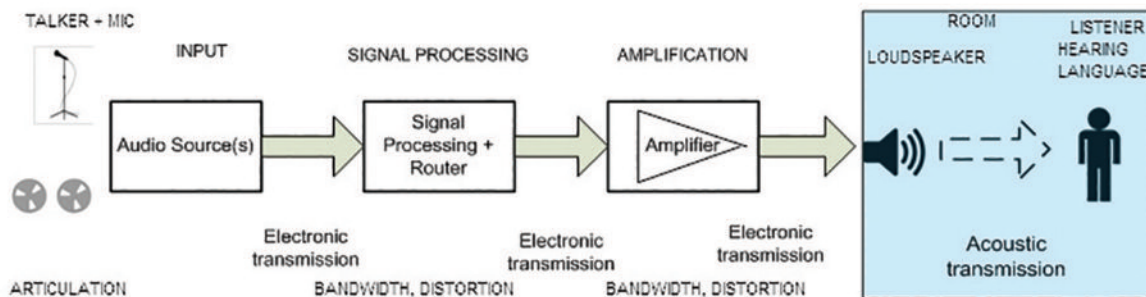 TALKER + MIC
INPUT
SIGNAL PROCESSING
AMPLIFICATION
ROOM
LOUDSPEAKER
LISTENER
HEARING
LANGUAGE
Audio Source(s)
Signal
Processing +
Router
Amplifier
Electronic
transmission
Electronic
transmission
Electronic
transmission
Acoustic
transmission
ARTICULATION
BANDWIDTH, DISTORTION
BANDWIDTH, DISTORTION